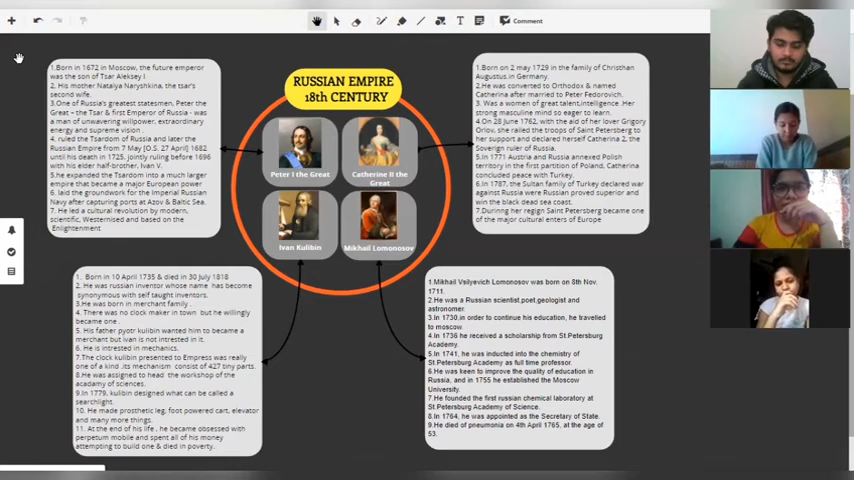 Comment
RUSSIAN EMPIRE
18th CENTURY
1.Born in 1672 in Moscow, the future emperor
was the son of Tsar Aleksey I.
2. His mother Natalya Naryshkina, the tsar's
second wife.
3.One of Russia's greatest statesmen, Peter the
Great - the Tsar & first Emperor of Russia - was
a man of unwavering willpower, extraordinary
energy and supreme vision .
4. ruled the Tsardom of Russia and later the
Russian Empire from 7 May [O.S. 27 April] 1682
until his death in 1725, jointly ruling before 1696
with his elder half-brother, Ivan V.
5.he expanded the Tsardom into a much larger
empire that became a major European power
6. laid the groundwork for the Imperial Russian
Navy after capturing ports at Azov & Baltic Sea.
7. He led a cultural revolution by modern,
scientific, Westernised and based on the
Enlightenment
Peter I the Great
Catherine II the
Great
Ivan Kulibin
Mikhail Lomonosov
1.Born on 2 may 1729 in the family of Christhan
Augustus.in Germany.
2.He was converted to Orthodox & named
Catherina after married to Peter Fedorovich.
3. Was a women of great talent,intelligence .Her
strong masculine mind so eager to learn.
4.On 28 June 1762, with the aid of her lover Grigory
Orlov, she railed the troops of Saint Petersberg to
her support and declared herself Catherina 2, the
Soverign ruler of Russia.
5.In 1771 Austria and Russia annexed Polish
territory in the first partition of Poland, Catherina
concluded peace with Turkey.
6.In 1787, the Sultan family of Turkey declared war
against Russia were Russian proved superior and
win the black dead sea coast.
7.Durinng her regign Saint Petersberg became one
of the major cultural enters of Europe
1. Born in 10 April 1735 & died in 30 July 1818
2. He was russian inventor whose name has become
synonymous with self taught inventors.
3.He was born in merchant family .
4. There was no clock maker in town but he willingly
became one .
5. His father pyotr kulibin wanted him to became a
merchant but ivan is not intrested in it.
6. He is intrested in mechanics.
7.The clock kulibin presented to Empress was really
one of a kind .its mechanism consist of 427 tiny parts.
8.He was assigned to head the workshop of the
acadamy of sciences.
9.In 1779, kulibin designed what can be called a
searchlight.
10. He made prosthetic leg, foot powered cart, elevator
and many more things.
11. At the end of his life , he became obsessed with
perpetum mobile and spent all of his money
attempting to build one & died in poverty.
1.Mikhail Vsilyevich Lomonosov was born on 8th Nov.
1711.
2.He was a Russian scientist,poet,geologist and
astronomer.
3.In 1730,in order to continue his education, he travelled
to moscow.
4.In 1736 he received a scholarship from St.Petersburg
Academy.
5.In 1741, he was inducted into the chemistry of
St.Petersburg Academy as full time professor.
6.He was keen to improve the quality of education in
Russia, and in 1755 he established the Moscow
University.
7.He founded the first russian chemical laboratory at
St.Petersburg Academy of Science.
8.In 1764, he was appointed as the Secretary of State.
9.He died of pneumonia on 4th April 1765, at the age of
53.